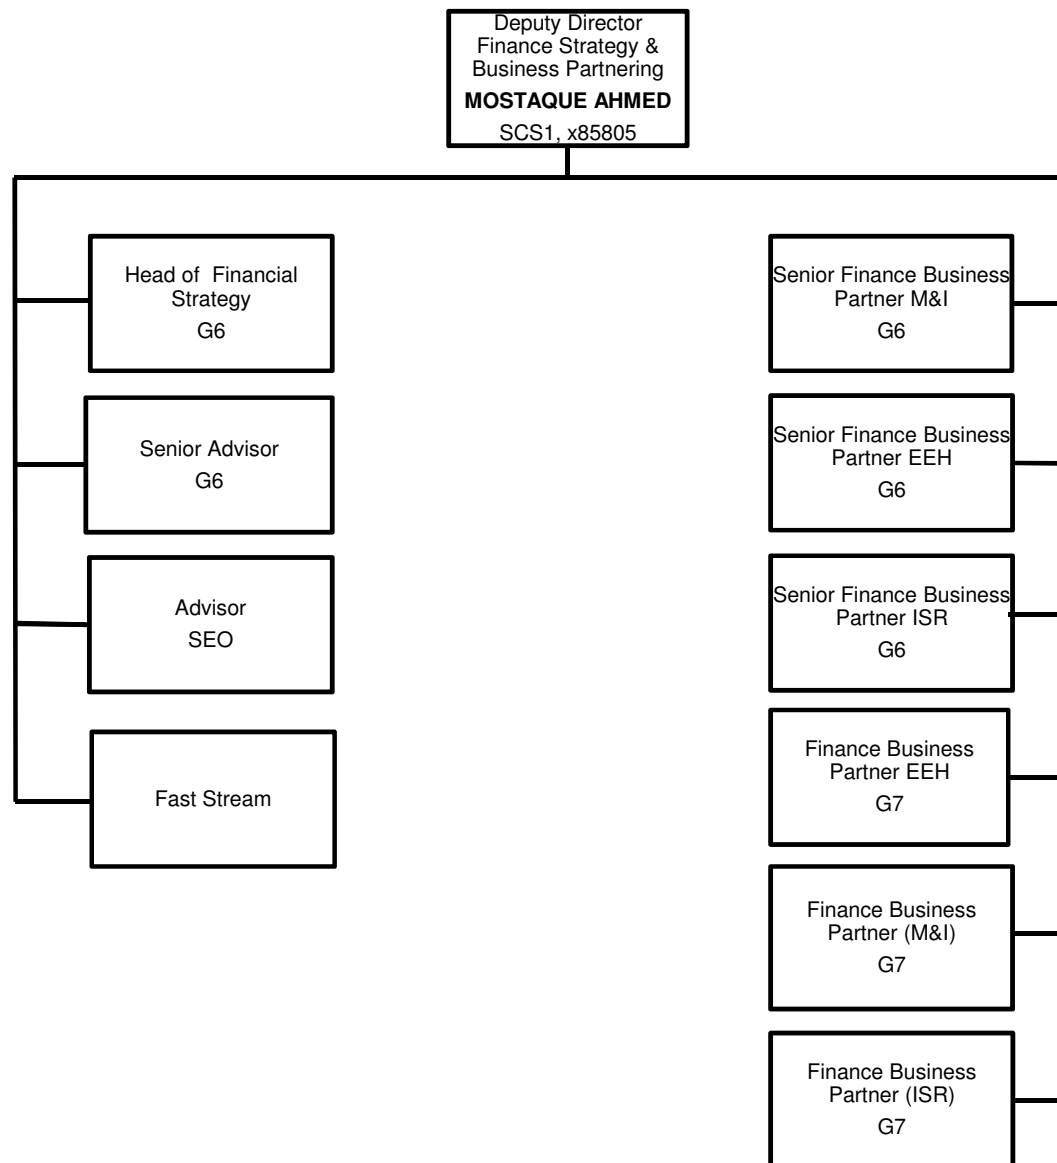 Deputy Director
Finance Strategy &
Business Partnering
MOSTAQUE AHMED
SCS1, x85805
Head of  Financial
Strategy
G6
Senior Advisor
G6
Advisor
SEO
Fast Stream
Senior Finance Business
Partner M&I
G6
Senior Finance Business
Partner EEH
G6
Senior Finance Business
Partner ISR
G6
Finance Business
Partner EEH
G7
Finance Business
Partner (M&I)
G7
Finance Business
Partner (ISR)
G7